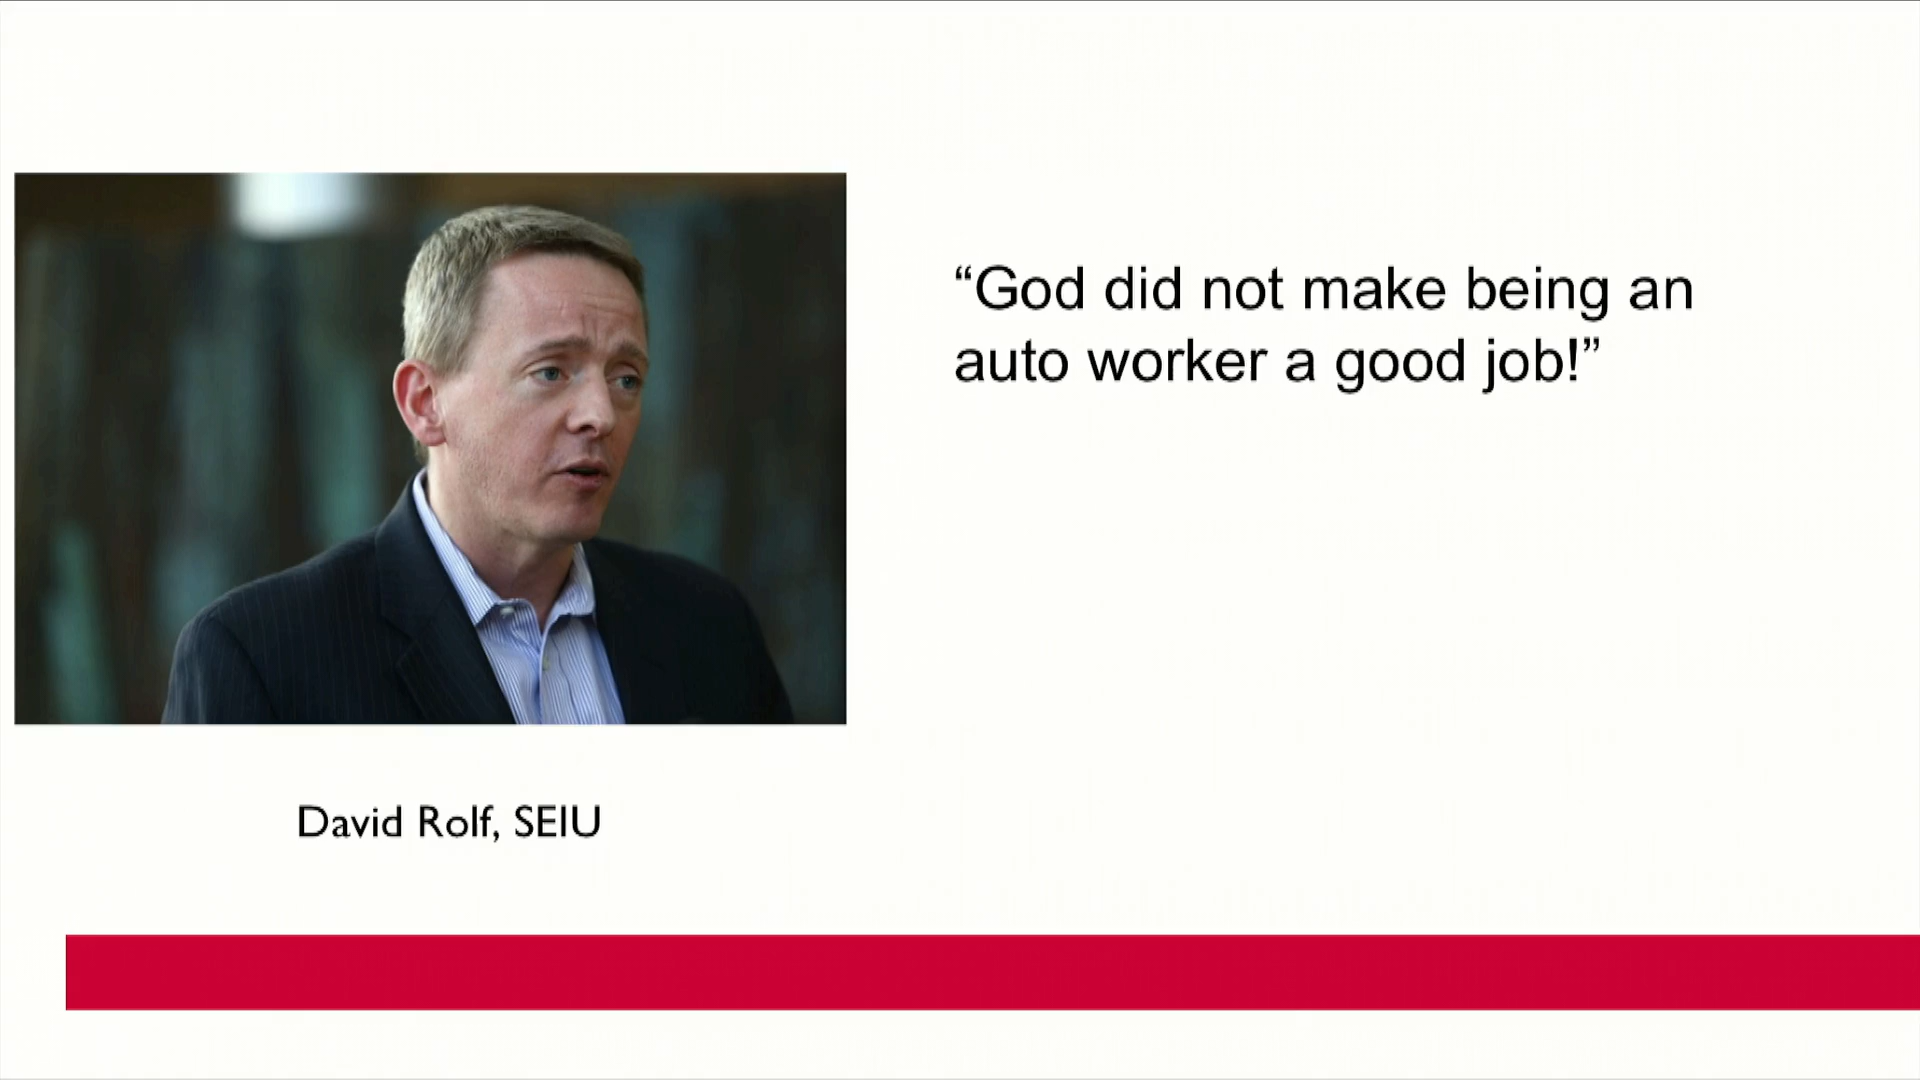 “God did not make being an
auto worker a good job!”
David Rolf, SEIU